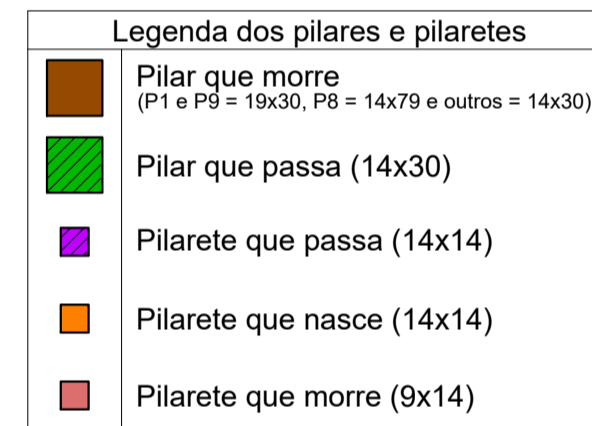 Legenda dos pilares e pilaretes
Pilar que morre
(P1 e P9 = 19x30, P8 = 14x79 e outros = 14x30)
Pilar que passa (14x30)
Pilarete que passa (14x14)
Pilarete que nasce (14x14)
Pilarete que morre (9x14)